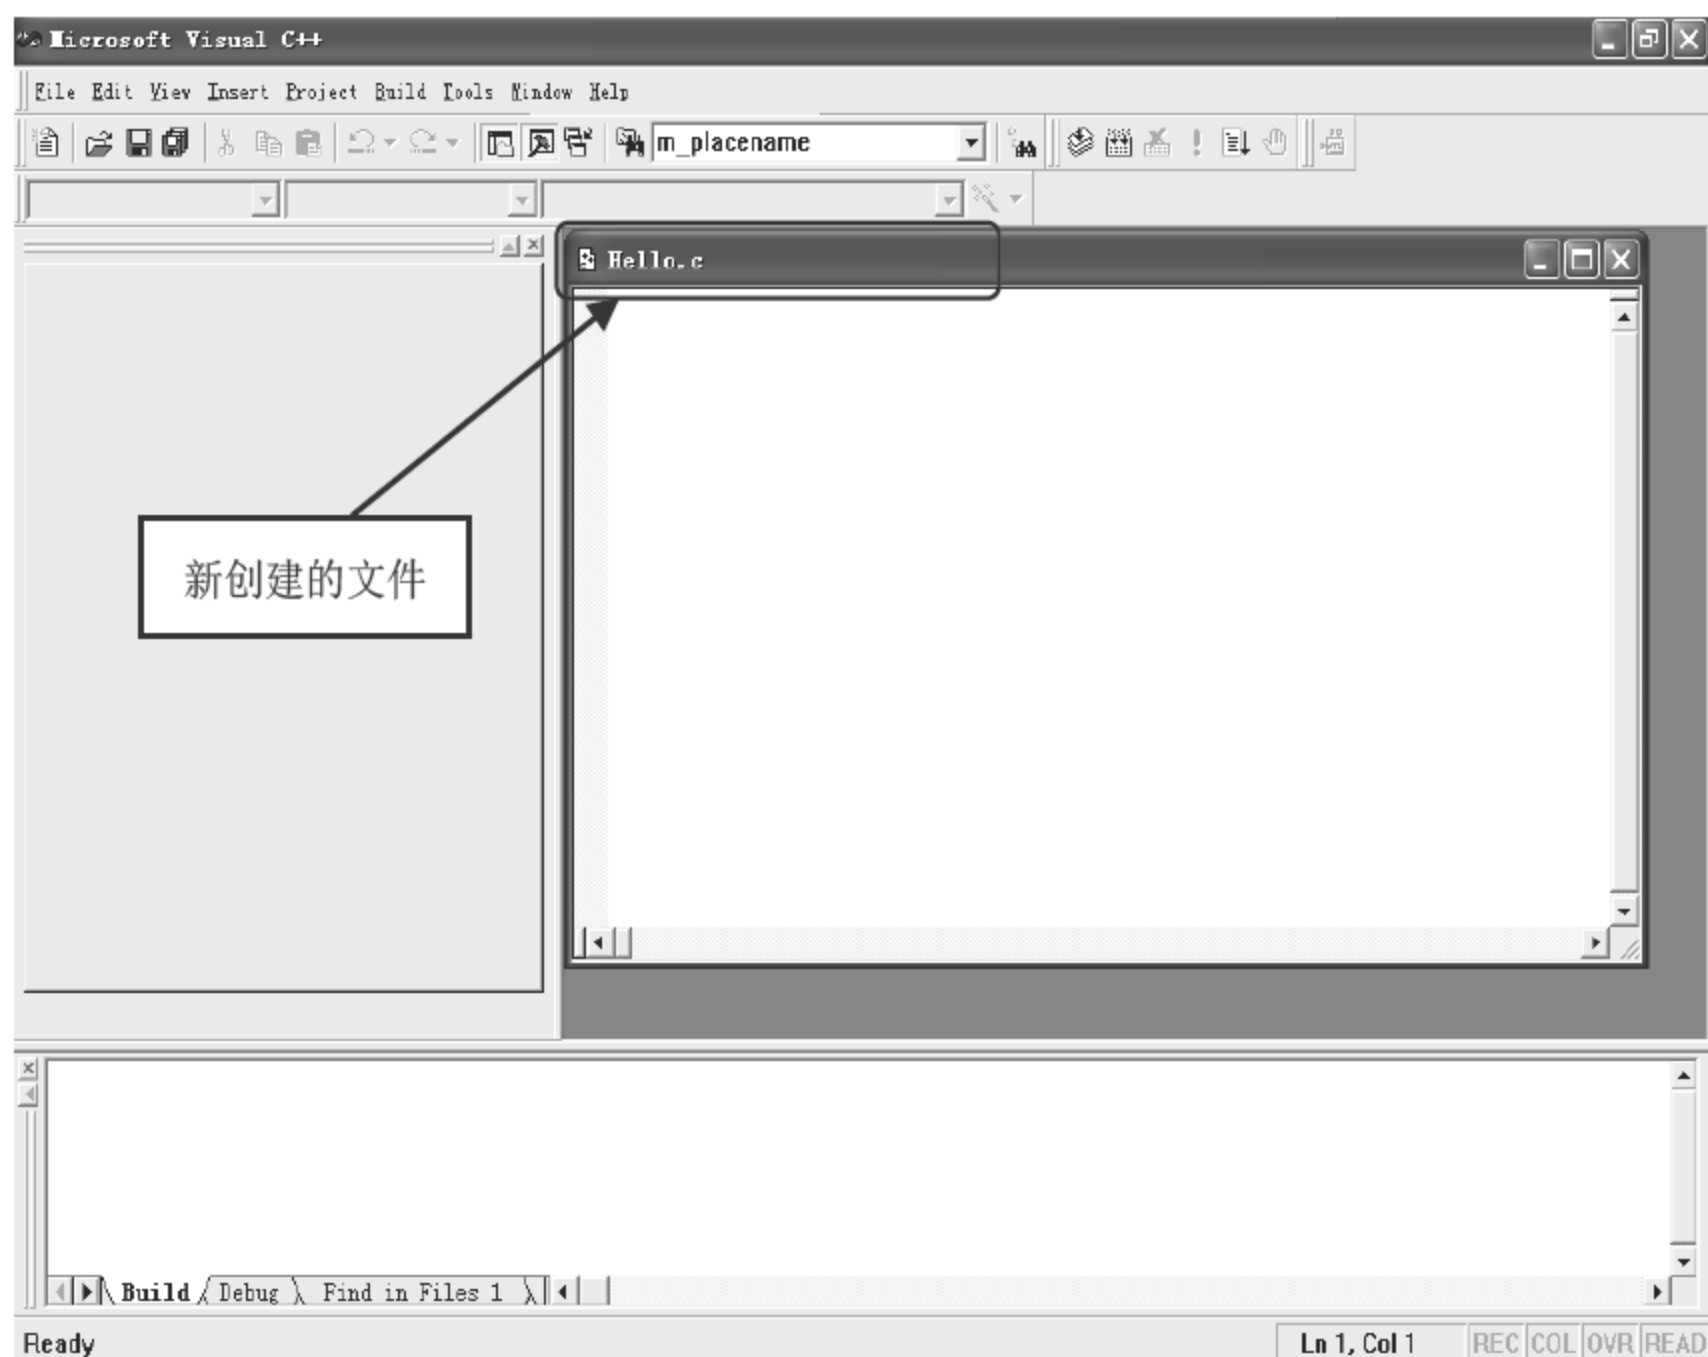 Microsoft Visual C++
File Edit View Insert Project Build Tools Window Help
m_placename
Hello.c
新创建的文件
Build Debug Find in Files 1
Ready Ln 1, Col 1 REC COL OVR READ